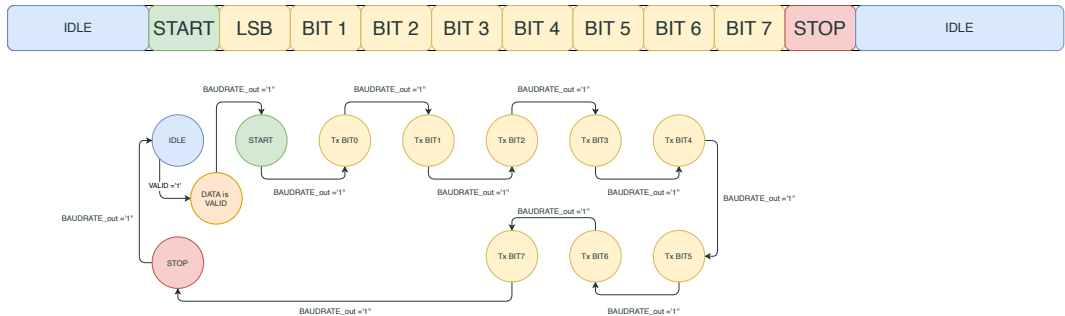 IDLE
START
LSB
BIT 1
BIT 2
BIT 3
BIT 4
BIT 5
BIT 6
BIT 7
STOP
IDLE
BAUDRATE_out ='1"
BAUDRATE_out ='1"
BAUDRATE_out ='1"
IDLE
START
Tx BIT0
Tx BIT1
Tx BIT2
Tx BIT3
Tx BIT4
VALID ='1'
DATA is
VALID
BAUDRATE_out ='1"
BAUDRATE_out ='1"
BAUDRATE_out ='1"
BAUDRATE_out ='1"
BAUDRATE_out ='1"
BAUDRATE_out ='1"
STOP
Tx BIT7
Tx BIT6
Tx BIT5
BAUDRATE_out ='1"
BAUDRATE_out ='1"